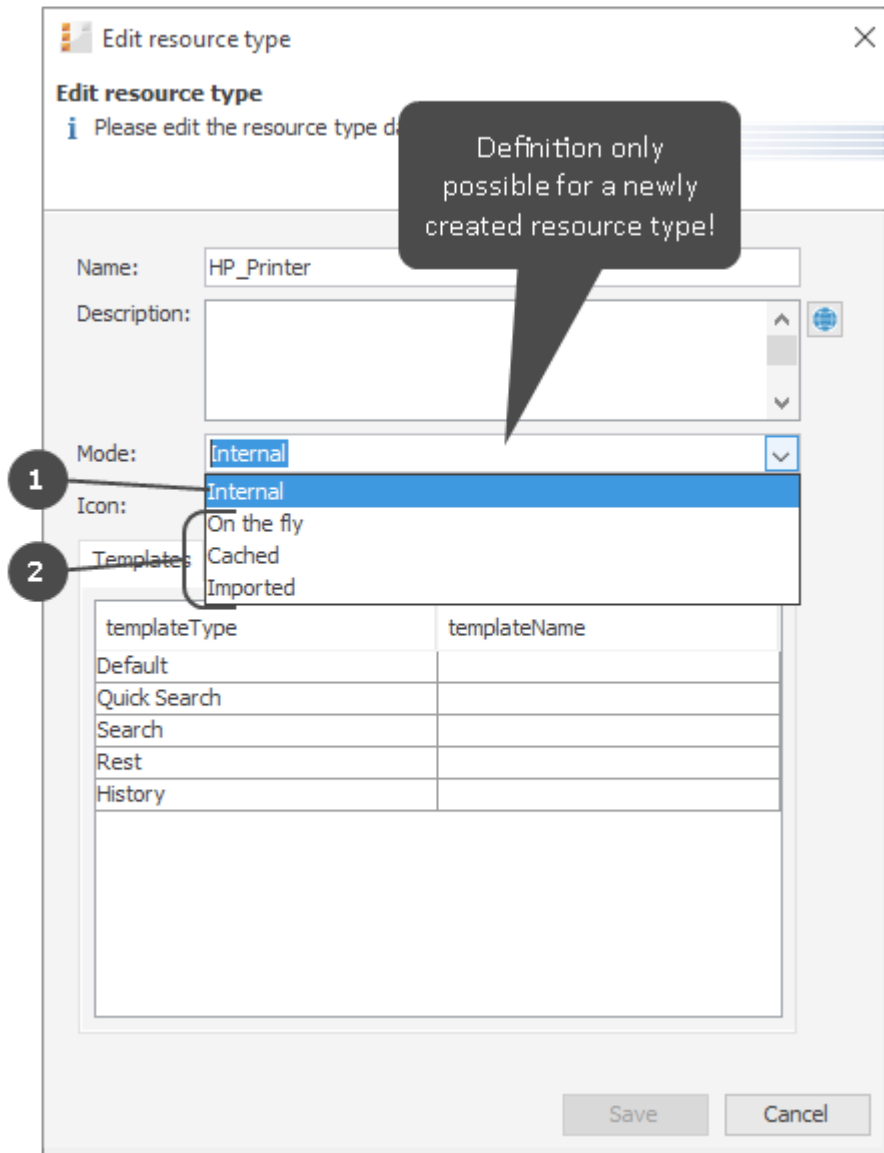 Edit resource type
Edit resource type
i Please edit the resource type
Definition only
possible for a newly
created resource type!
Name: HP_Printer
Description:
Mode: Internal
1
Internal
Icon:
On the fly
2
Templates
Cached
Imported
templateType templateName
Default
Quick Search
Search
Rest
History
Save Cancel